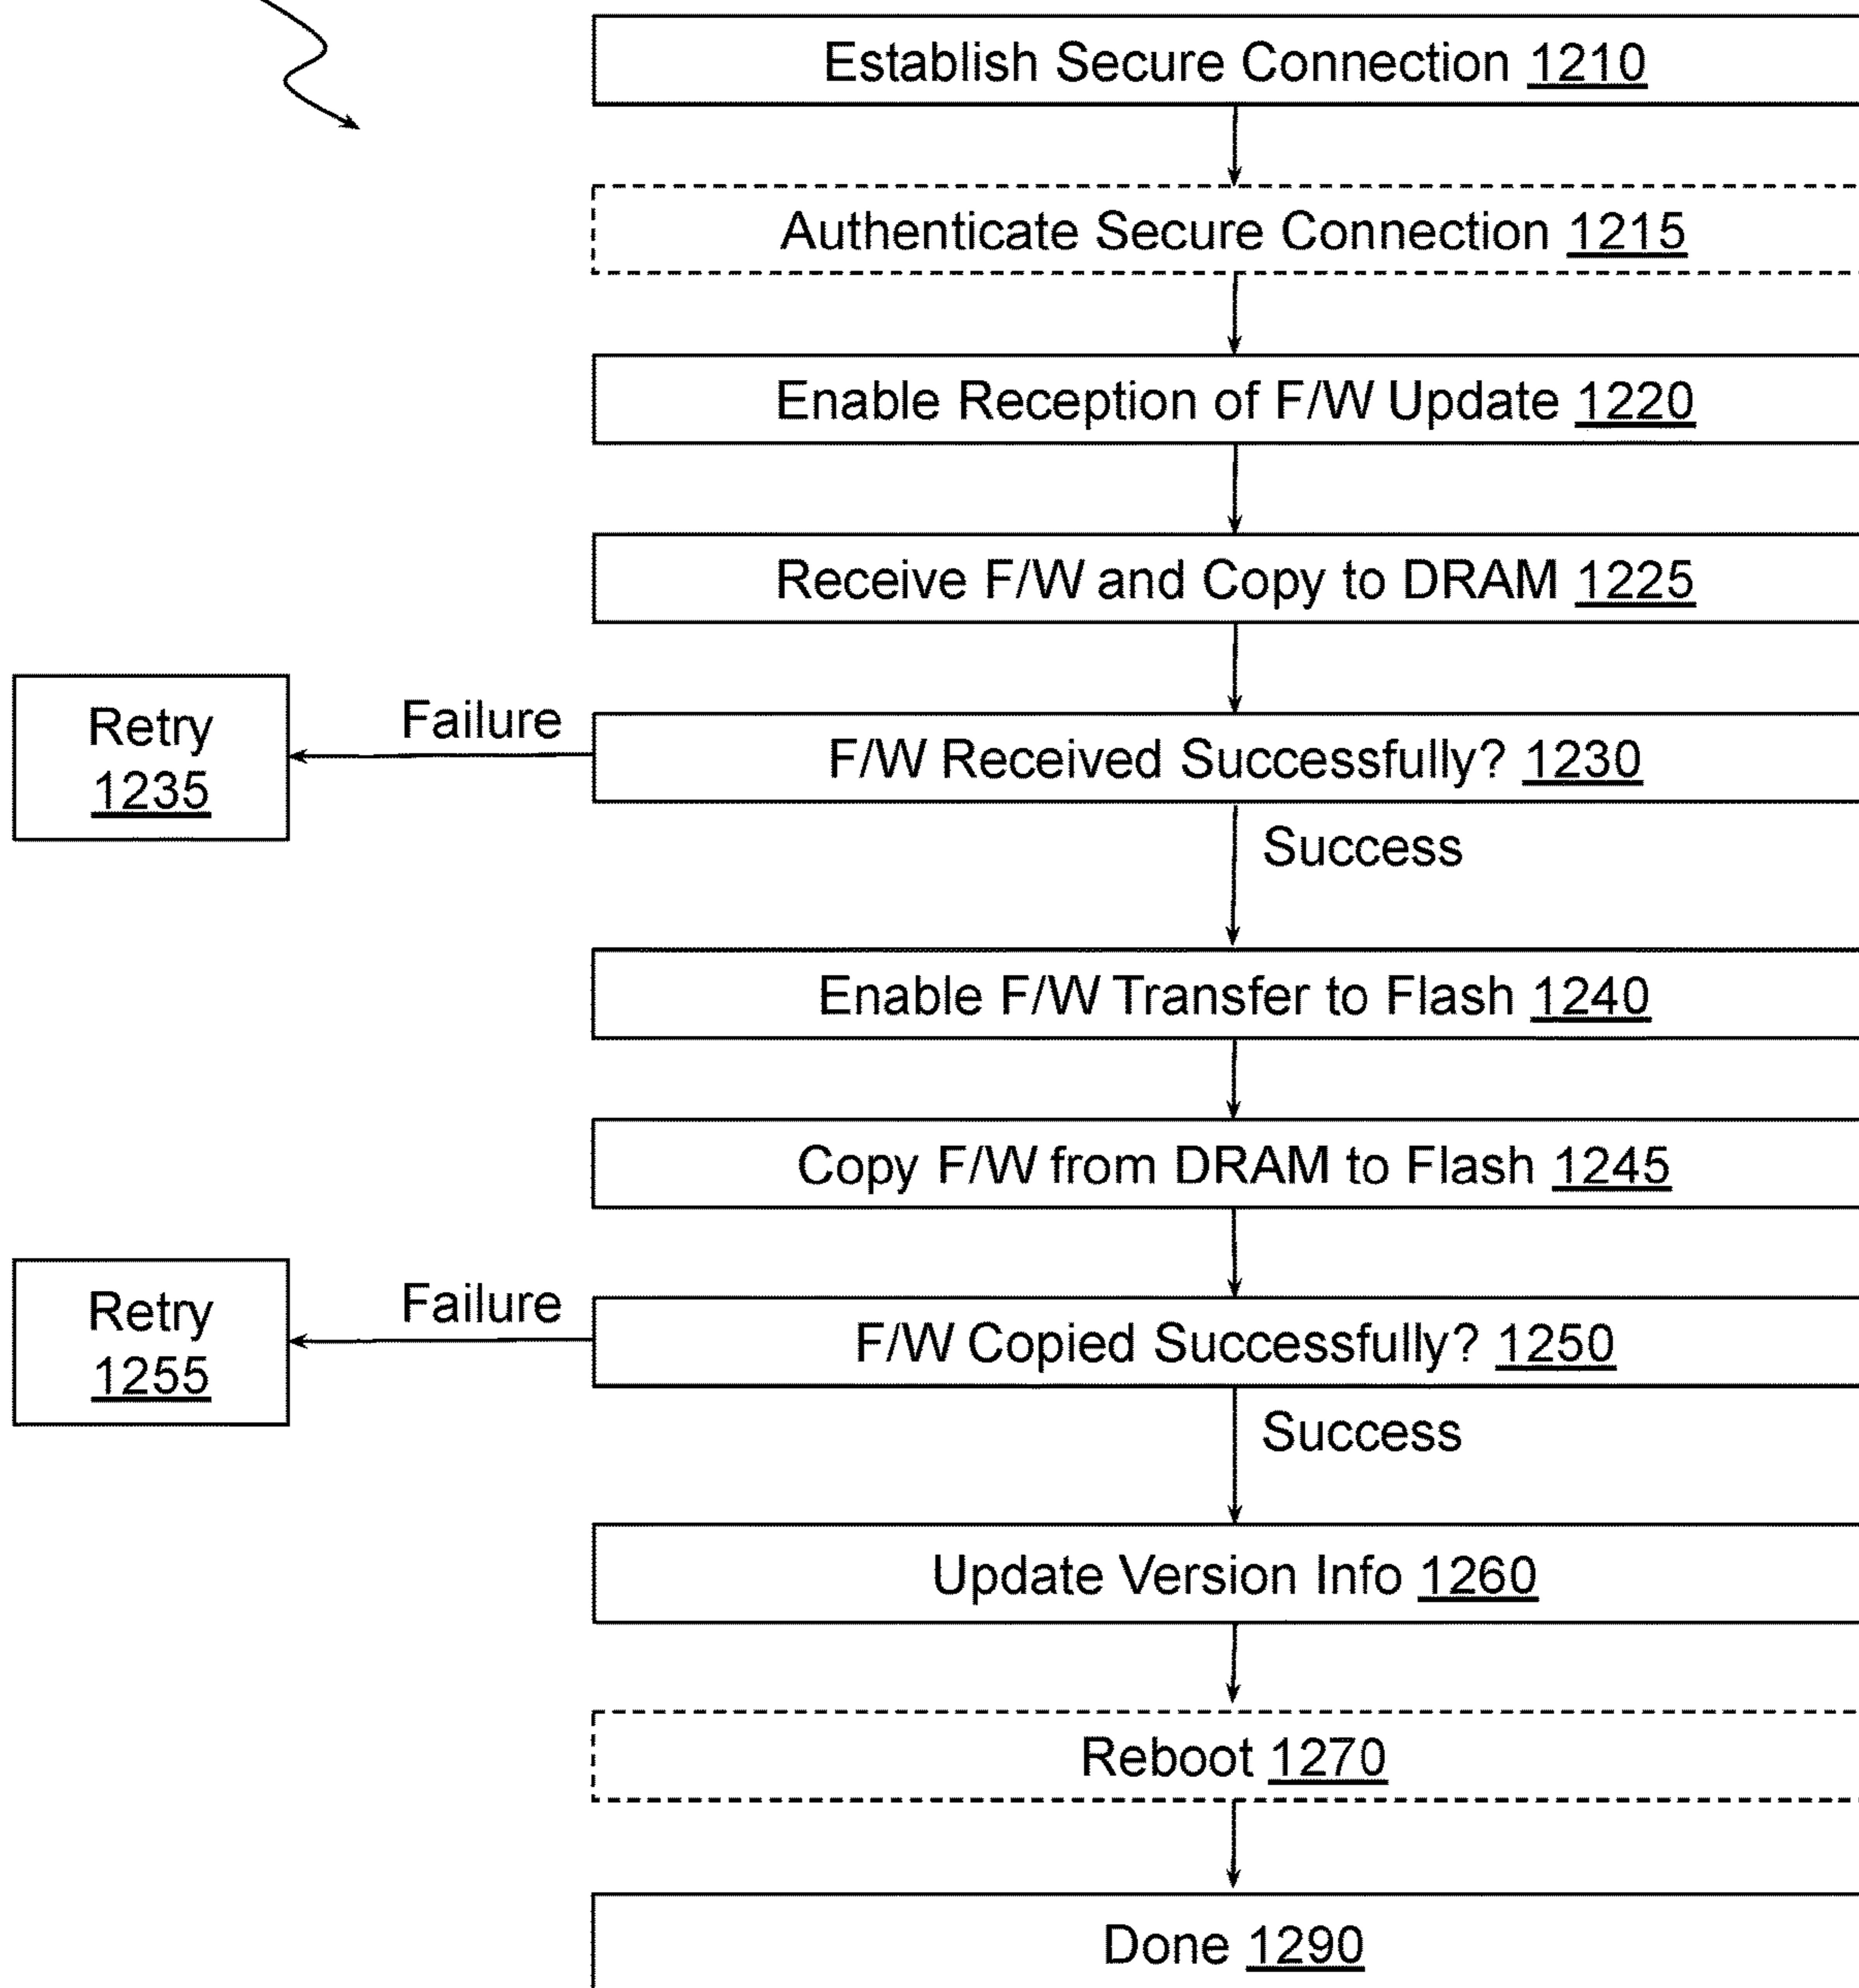 Establish Secure Connection 1210
Authenticate Secure Connection 1215
Enable Reception of F/W Update 1220
Receive F/W and Copy to DRAM 1225
Retry
1235
Failure
F/W Received Successfully? 1230
Success
Enable F/W Transfer to Flash 1240
Copy F/W from DRAM to Flash 1245
Retry
1255
Failure
F/W Copied Successfully? 1250
Success
Update Version Info 1260
Reboot 1270
Done 1290